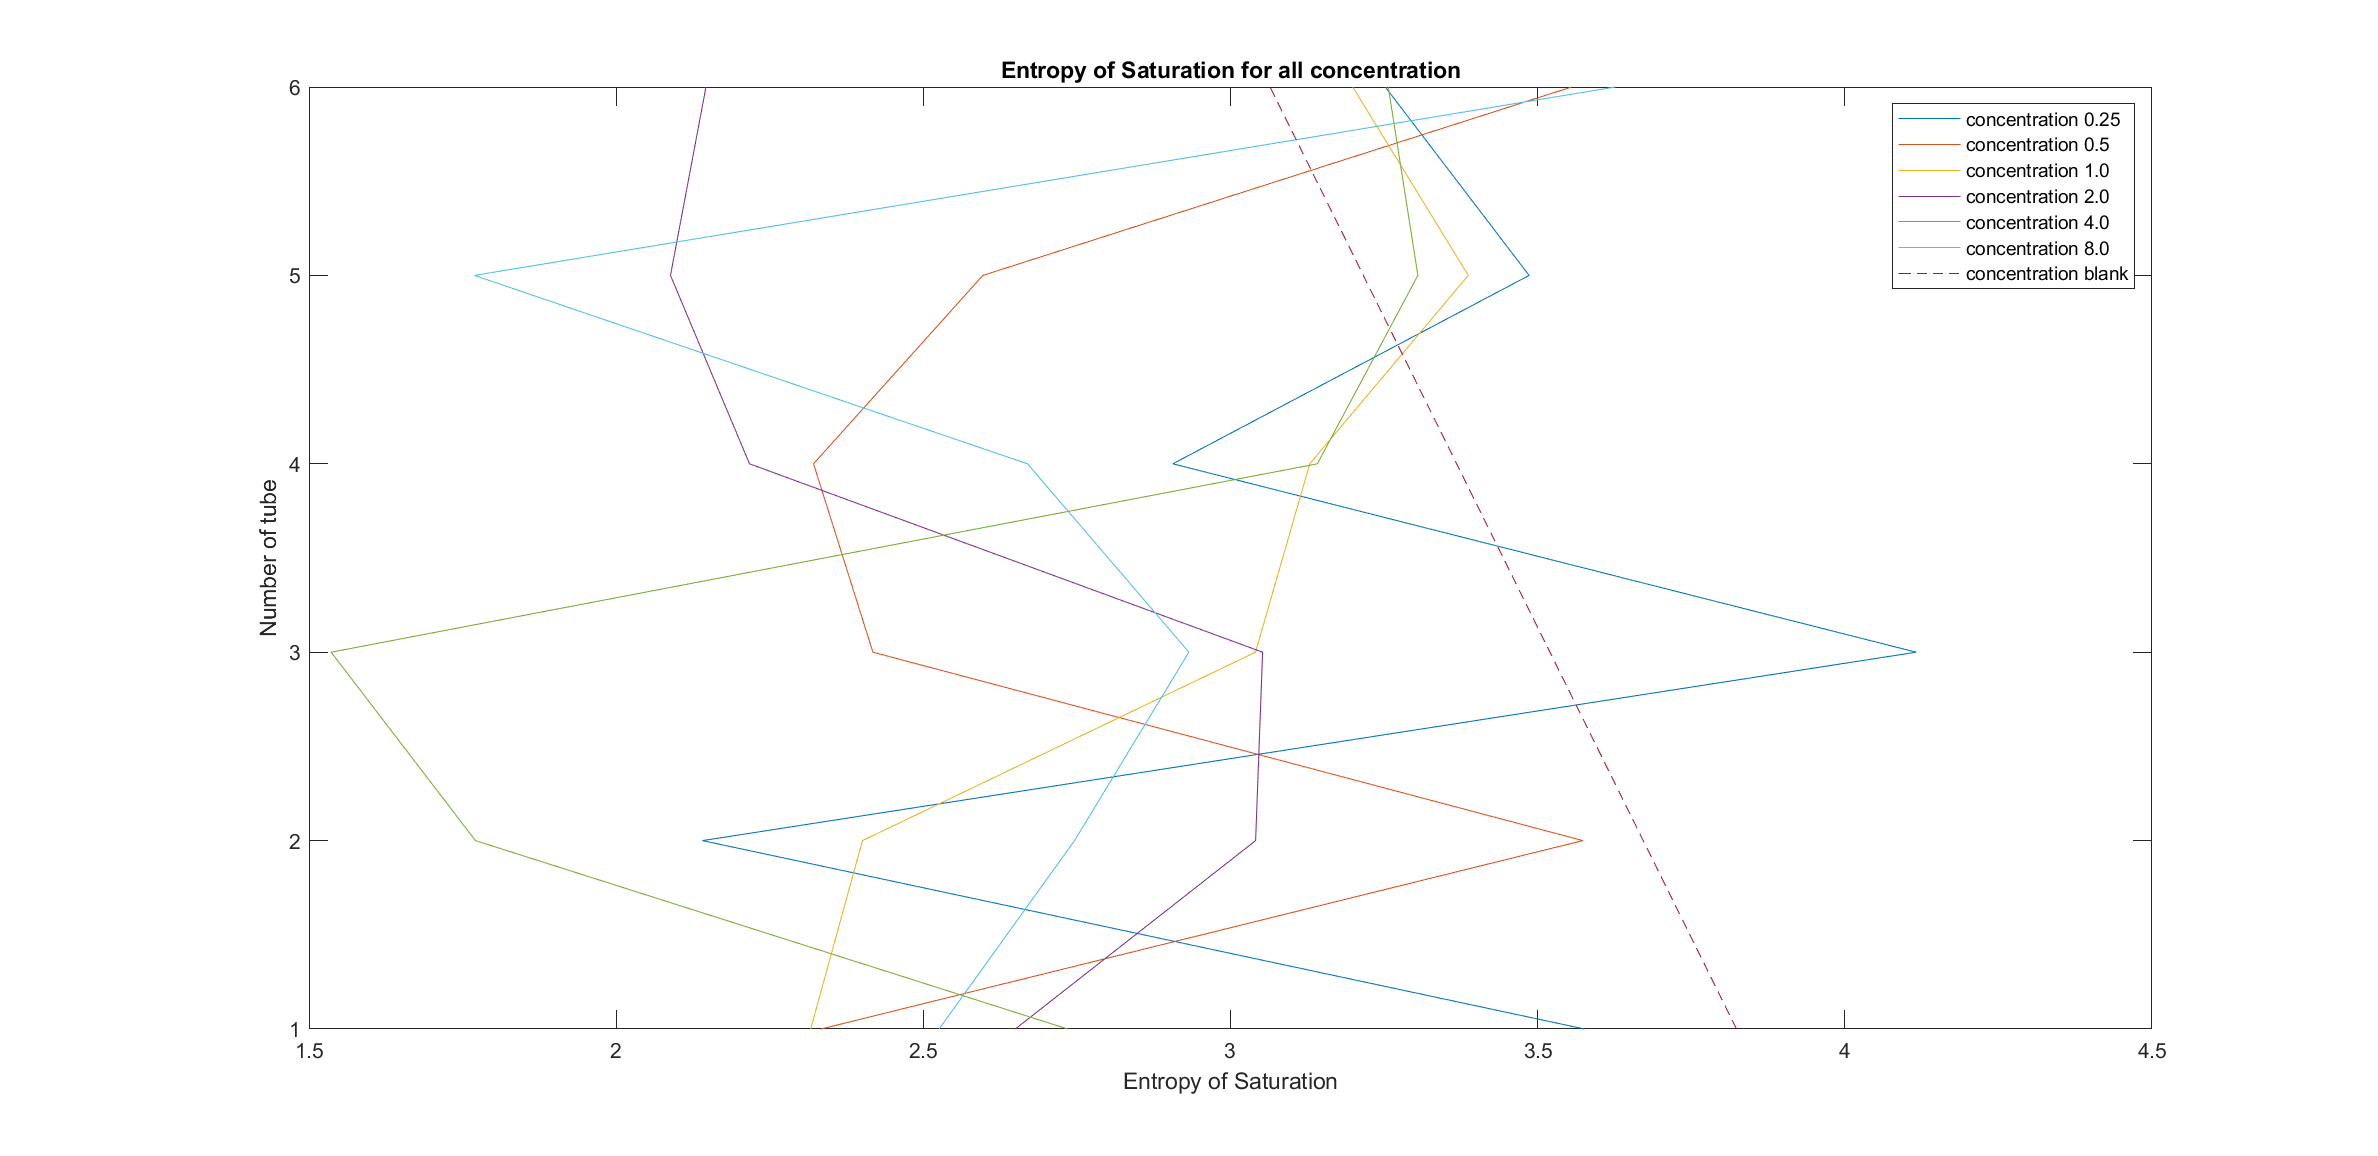 Entropy of Saturation for all concentration
6
5
4
3
2
1
Number of tube
1.5 2 2.5 3 3.5 4 4.5
Entropy of Saturation
concentration 0.25
concentration 0.5
concentration 1.0
concentration 2.0
concentration 4.0
concentration 8.0
concentration blank